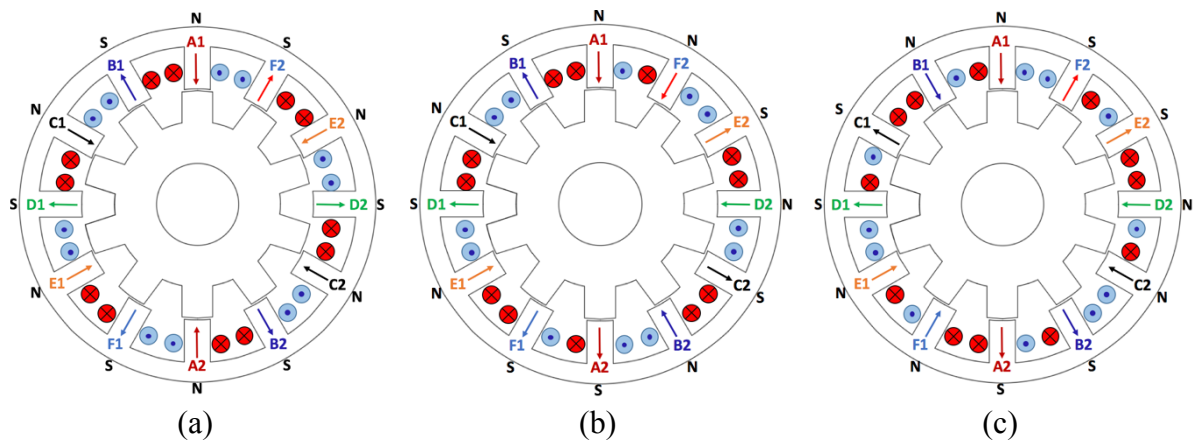 N
S A1 S
B1 F2
N N
C1 E2
S D1 D2 S
E1 C2
N N
F1 A2 B2
S N S
(a)
N
S A1 N
B1 F2
N S
C1 E2
S D1 D2 N
E1 C2
N S
F1 A2 B2
S S N
(b)
N
N A1 S
B1 F2
S S
C1 E2
S D1 D2 N
E1 C2
N N
F1 A2 B2
N S S
(c)